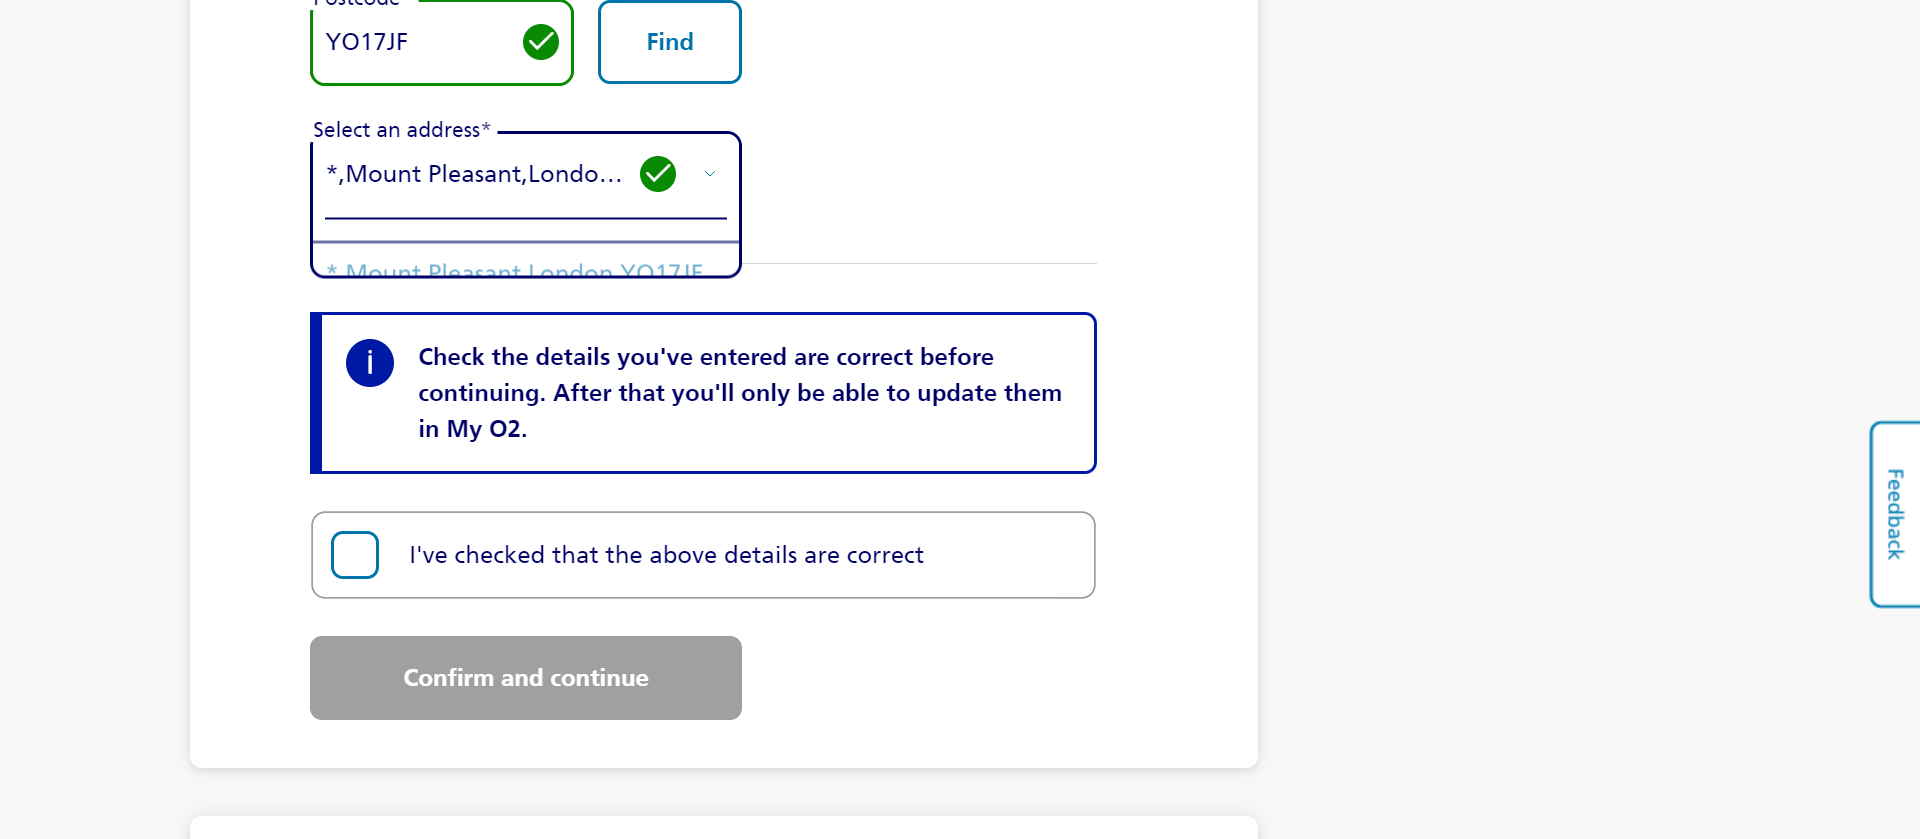 Postcode
YO17JF
Find
Select an address*
*,Mount Pleasant,Londo...
*,Mount Pleasant,London,YO17JF
Check the details you've entered are correct before
continuing. After that you'll only be able to update them
in My O2.
I've checked that the above details are correct
Confirm and continue
Feedback